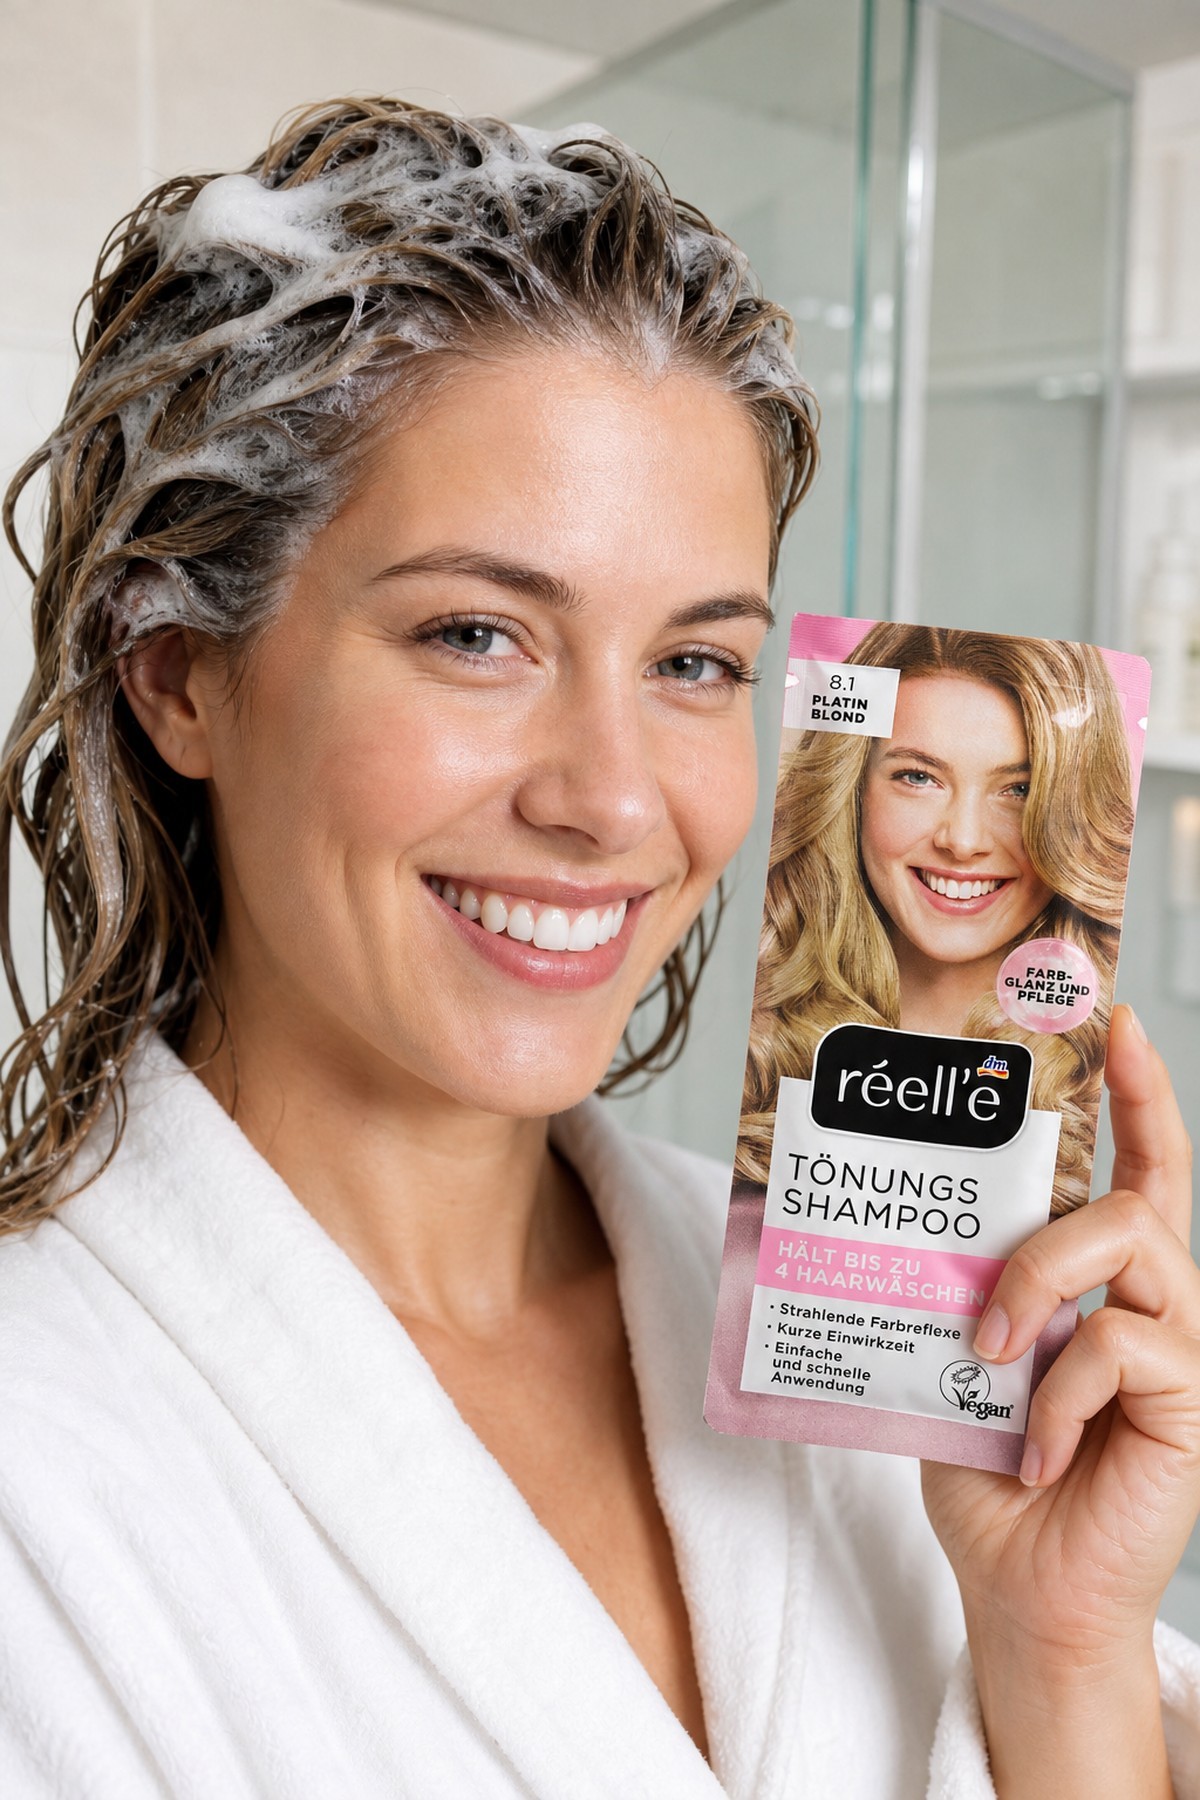 8.1
PLATIN
BLOND
FARB-
GLANZ UND
PFLEGE
dm
réell'e
TÖNUNGS
SHAMPOO
HÄLT BIS ZU
4 HAARWÄSCHEN
• Strahlende Farbreflexe
• Kurze Einwirkzeit
• Einfache
und schnelle
Anwendung
Vegan